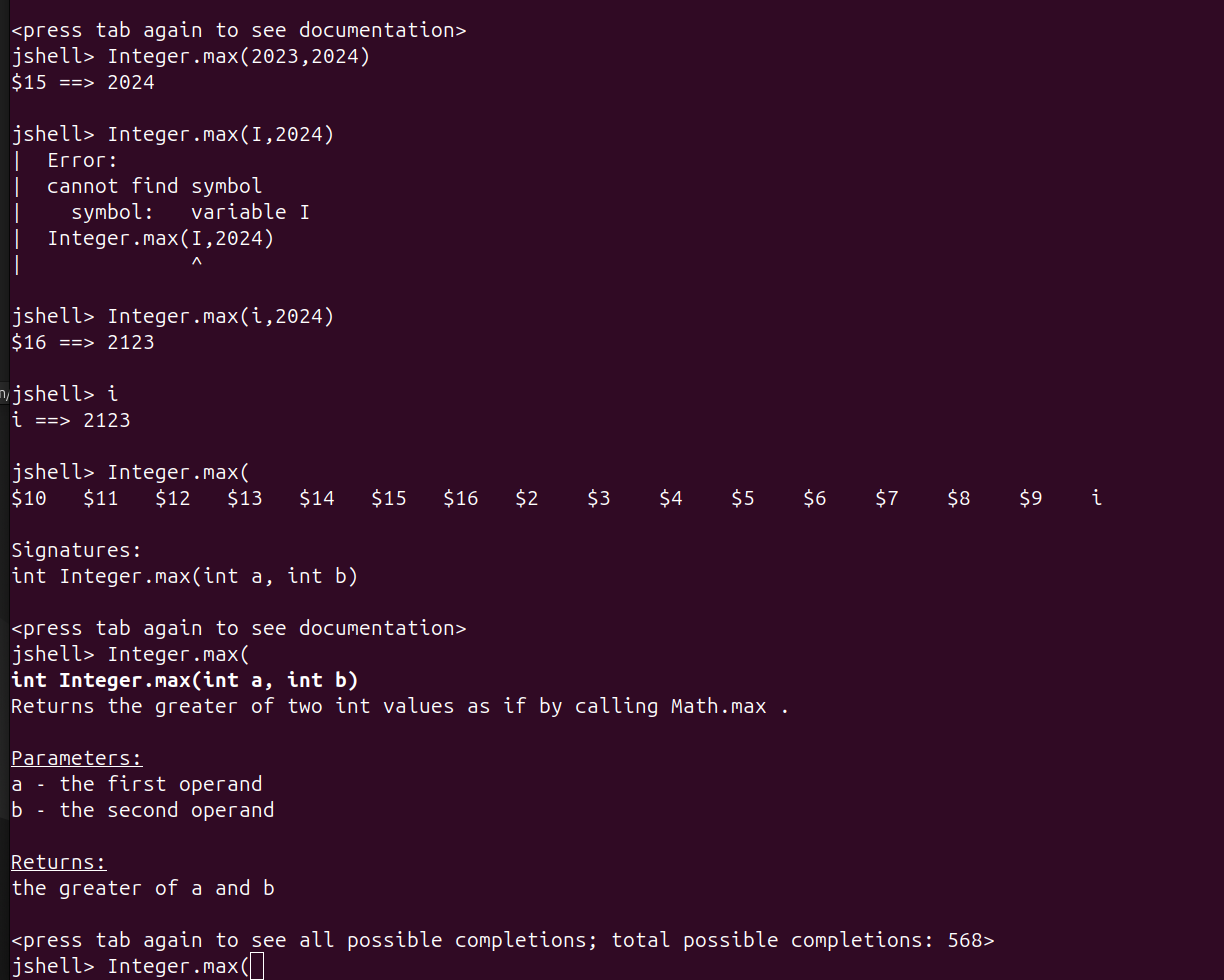 <press tab again to see documentation>
jshell> Integer.max(2023,2024)
$15 ==> 2024
jshell> Integer.max(I,2024)
|  Error:
|  cannot find symbol
|    symbol:   variable I
|  Integer.max(I,2024)
|              ^
jshell> Integer.max(i,2024)
$16 ==> 2123
jshell> i
i ==> 2123
jshell> Integer.max(
$10   $11   $12   $13   $14   $15   $16   $2    $3    $4    $5    $6    $7    $8    $9    i
Signatures:
int Integer.max(int a, int b)
<press tab again to see documentation>
jshell> Integer.max(
int Integer.max(int a, int b)
Returns the greater of two int values as if by calling Math.max .
Parameters:
a - the first operand
b - the second operand
Returns:
the greater of a and b
<press tab again to see all possible completions; total possible completions: 568>
jshell> Integer.max(